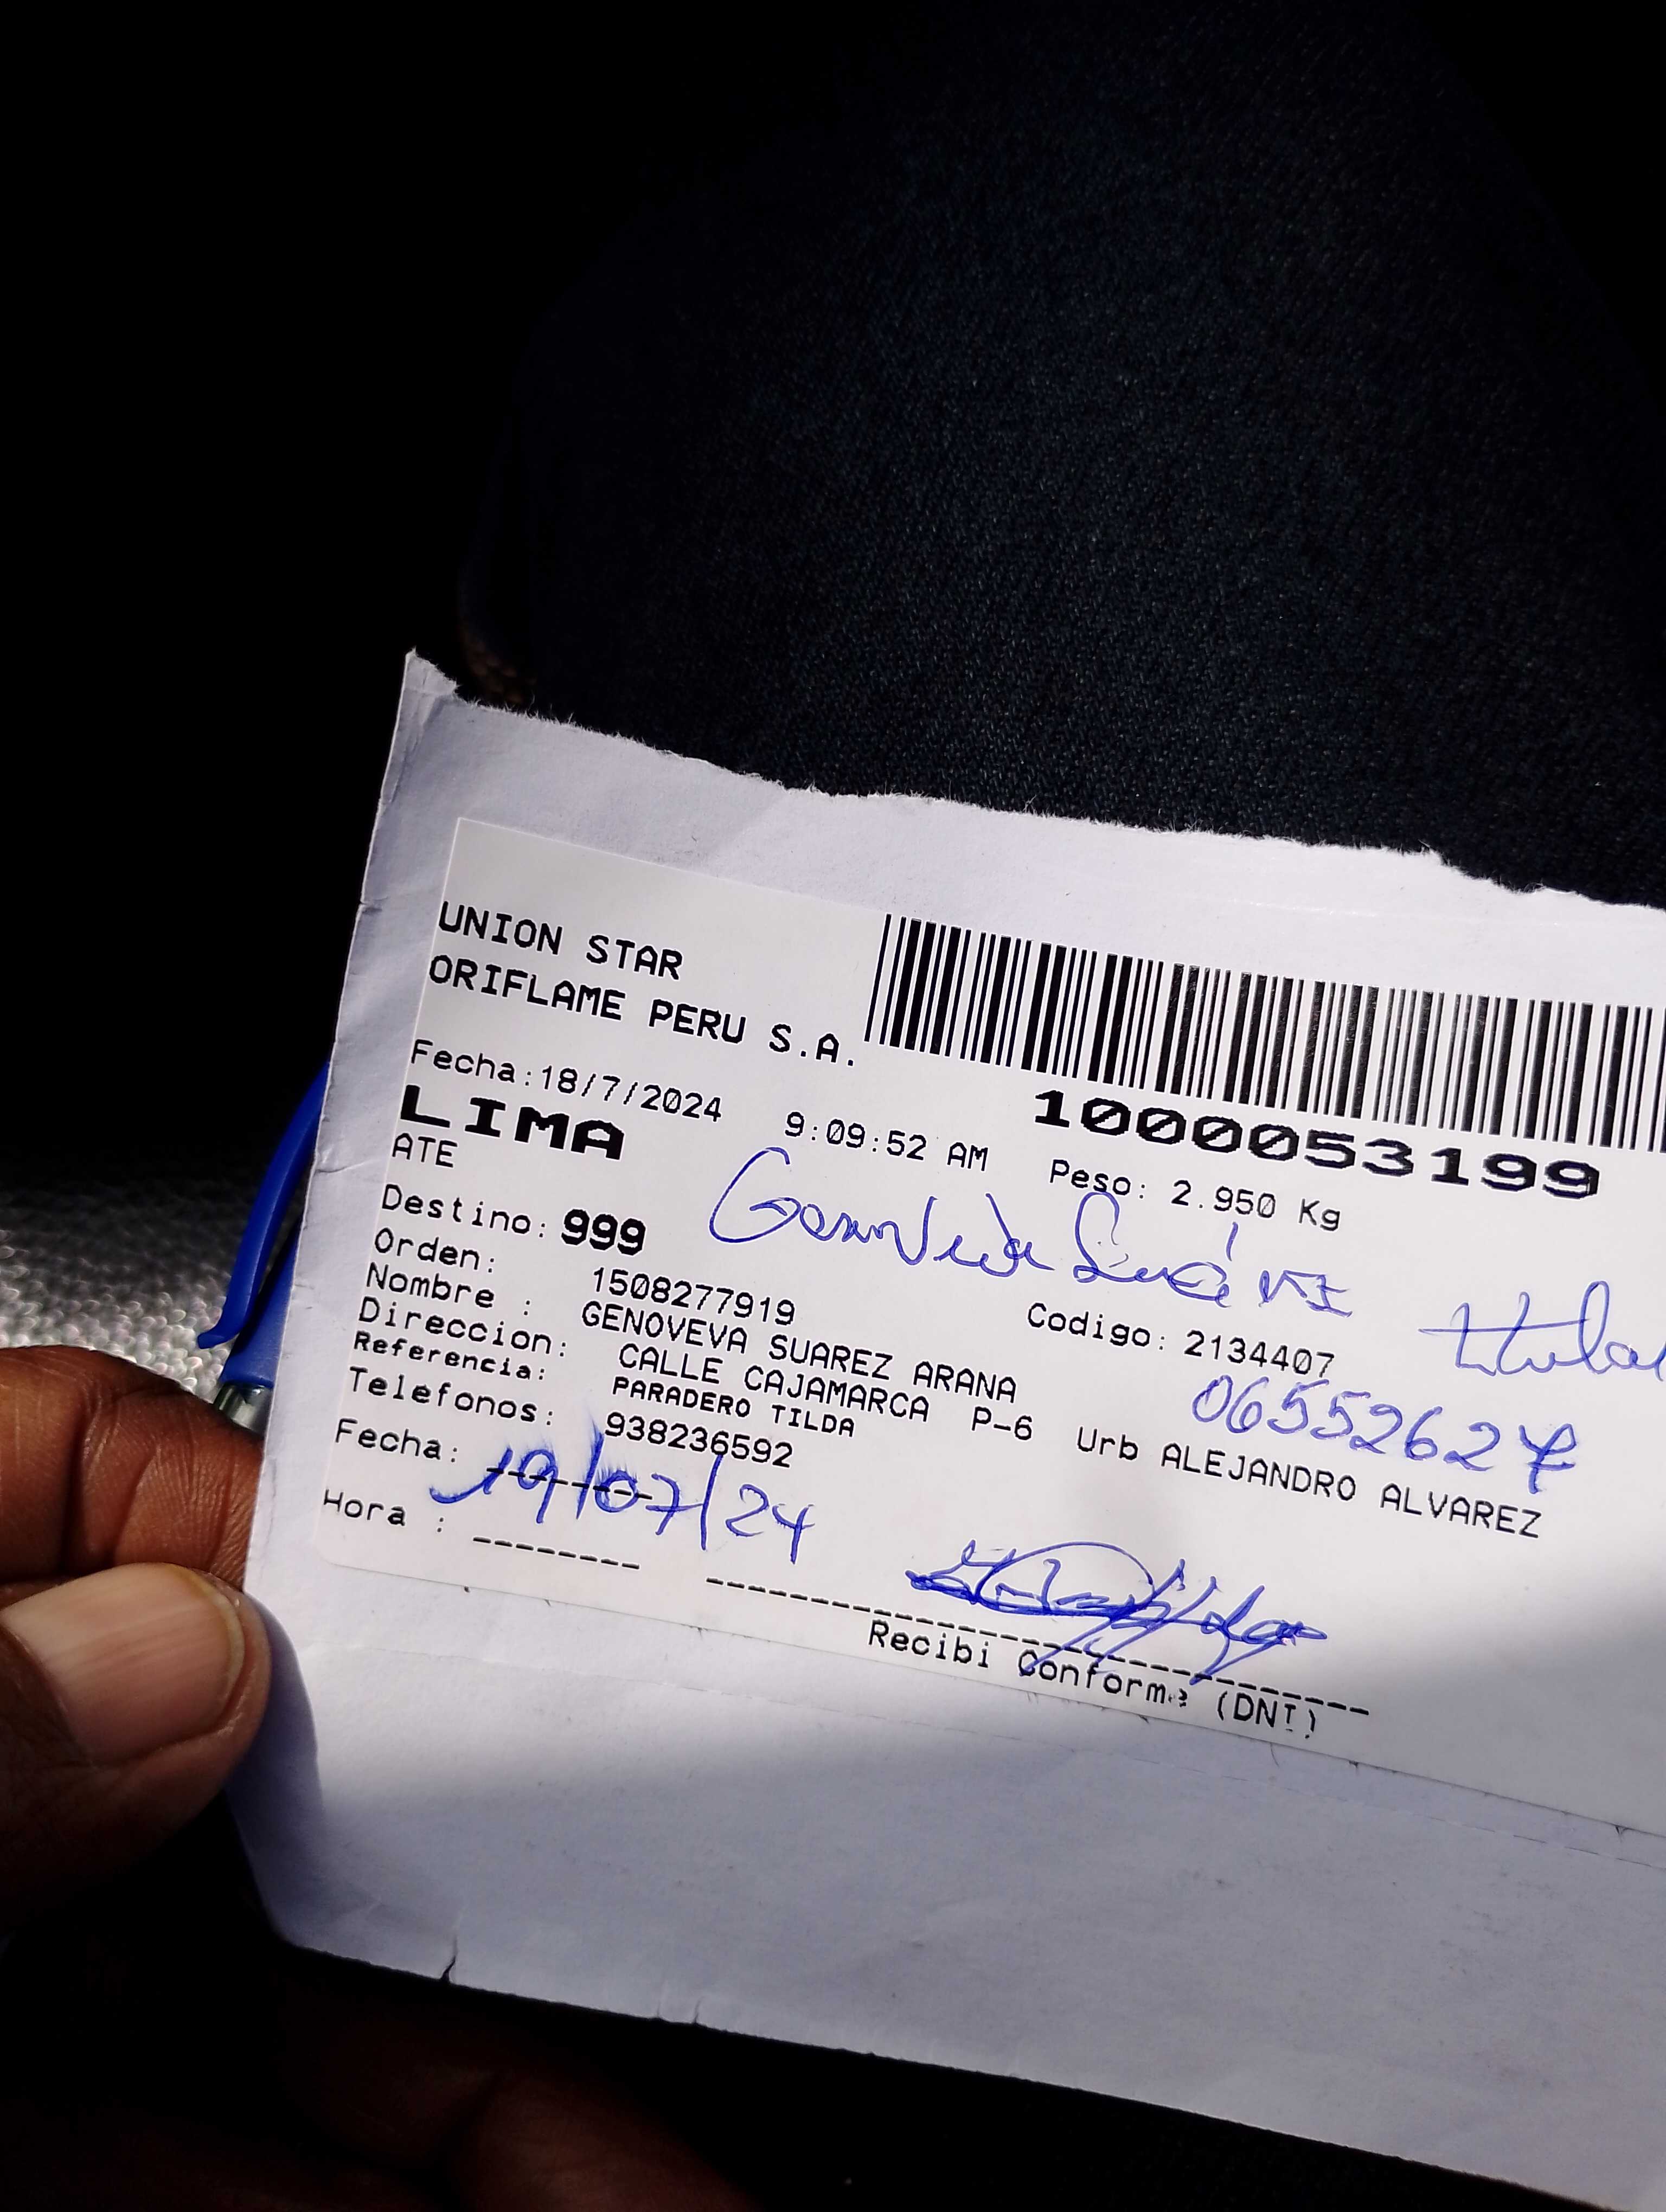 UNION STAR
ORIFLAME PERU S.A.
Fecha:18/7/2024 9:09:52 AM
1000053199
LIMA
Peso: 2.950 Kg
ATE
Destino: 999
Orden: 1508277919
Codigo: 2134407
titular
Nombre : GENOVEVA SUAREZ ARANA
06552627
Direccion: CALLE CAJAMARCA P-6 Urb ALEJANDRO ALVAREZ
Referencia: PARADERO TILDA
Telefonos: 938236592
Fecha: 19/07/24
Hora : --------
Recibi Conforme (DNI)